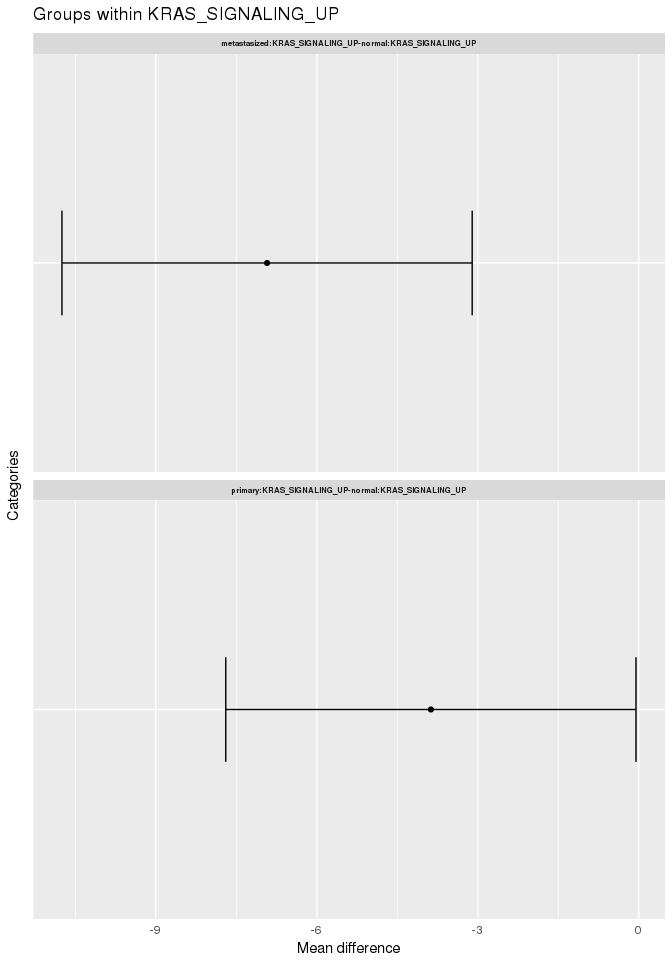 Groups within KRAS_SIGNALING_UP
metastasized:KRAS_SIGNALING_UP-normal:KRAS_SIGNALING_UP
Categories
primary:KRAS_SIGNALING_UP-normal:KRAS_SIGNALING_UP
-9 -6 -3 0
Mean difference